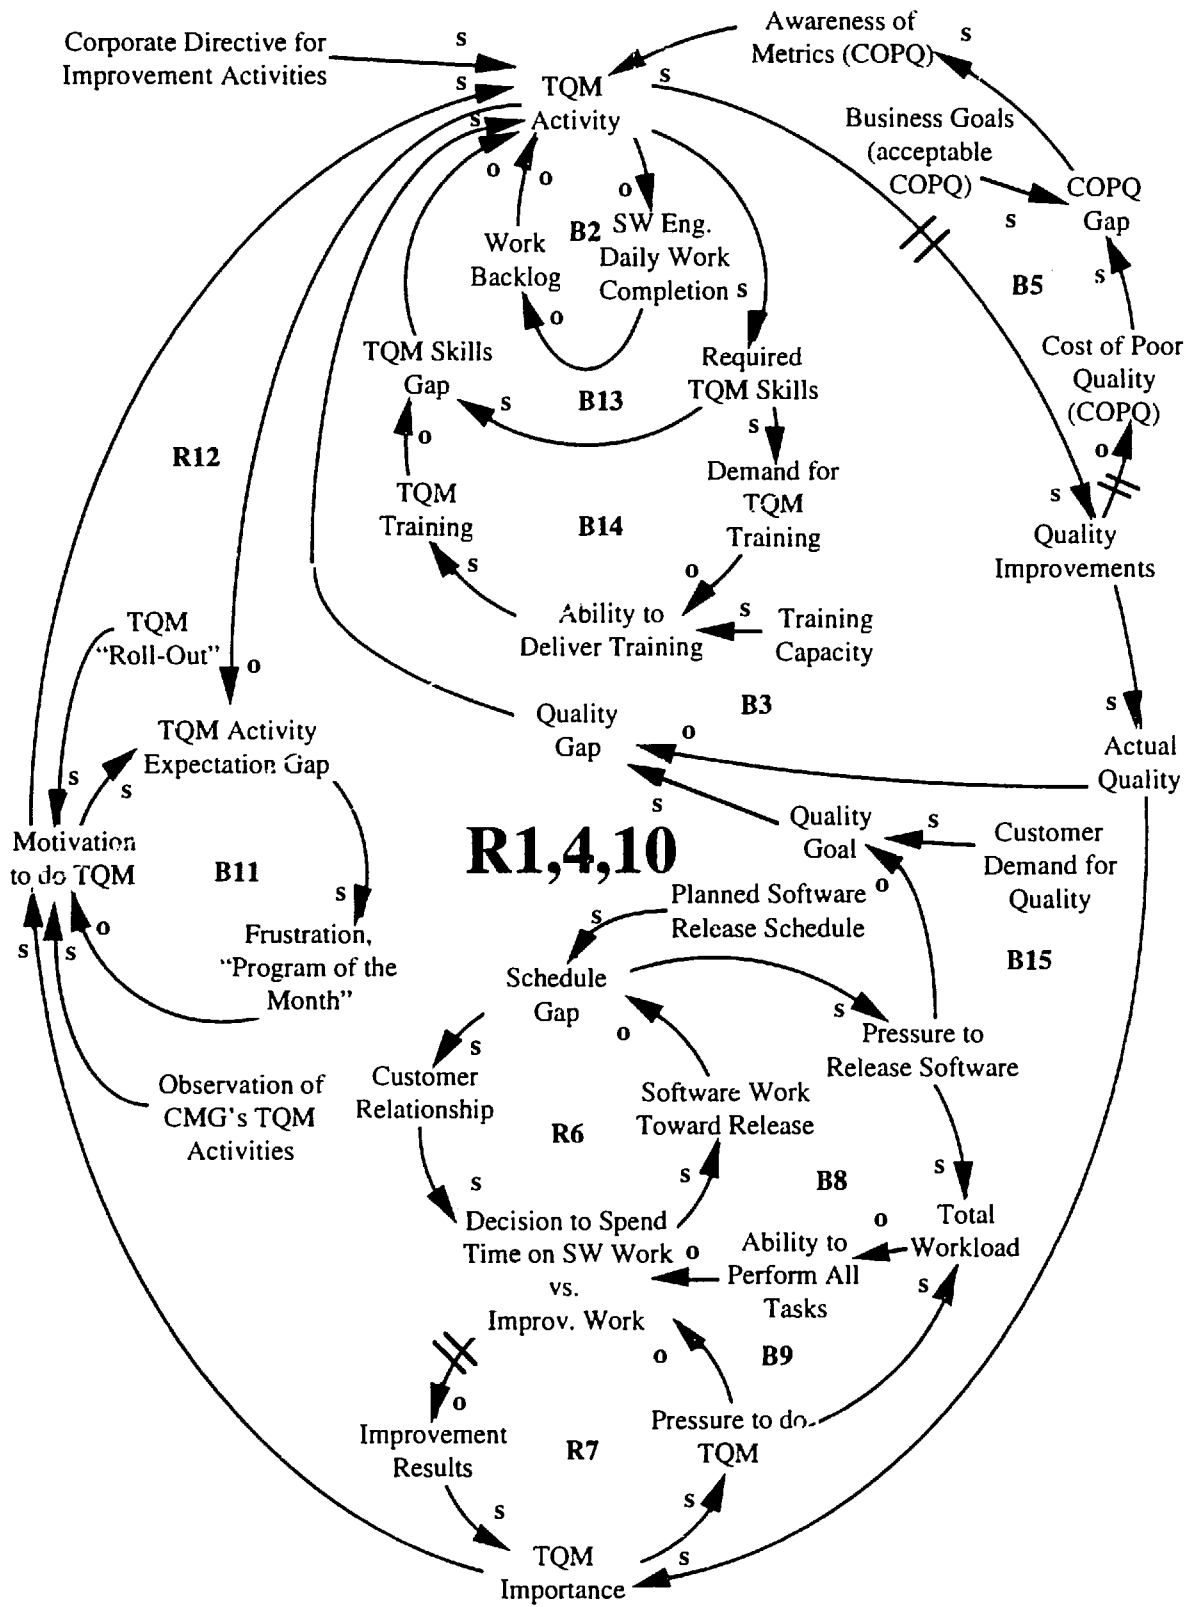 Corporate Directive for
Improvement Activities
s
s
s
TQM
Activity
s
Awareness of
Metrics (COPQ)
s
Business Goals
(acceptable
COPQ)
s
COPQ
Gap
B5
s
Cost of Poor
Quality
(COPQ)
o
s
Quality
Improvements
o
o
o
Work
Backlog
B2
SW Eng.
Daily Work
Completion
s
o
TQM Skills
Gap
B13
Required
TQM Skills
s
s
o
R12
TQM
Training
B14
Demand for
TQM
Training
s
o
Ability to
Deliver Training
s
Training
Capacity
TQM
“Roll-Out”
o
TQM Activity
Expectation Gap
s
s
Quality
Gap
B3
o
s
Actual
Quality
s
Quality
Goal
s
Customer
Demand for
Quality
Motivation
to do TQM
B11
R1,4,10
s
o
s
s
Frustration,
“Program of the
Month”
Planned Software
Release Schedule
o
s
B15
Schedule
Gap
s
Pressure to
Release Software
o
s
Customer
Relationship
Observation of
CMG's TQM
Activities
Software Work
Toward Release
R6
s
s
B8
s
Decision to Spend
Time on SW Work
vs.
Improv. Work
o
Ability to
Perform All
Tasks
o
Total
Workload
s
o
B9
o
Improvement
Results
R7
Pressure to do
TQM
s
s
TQM
Importance
s